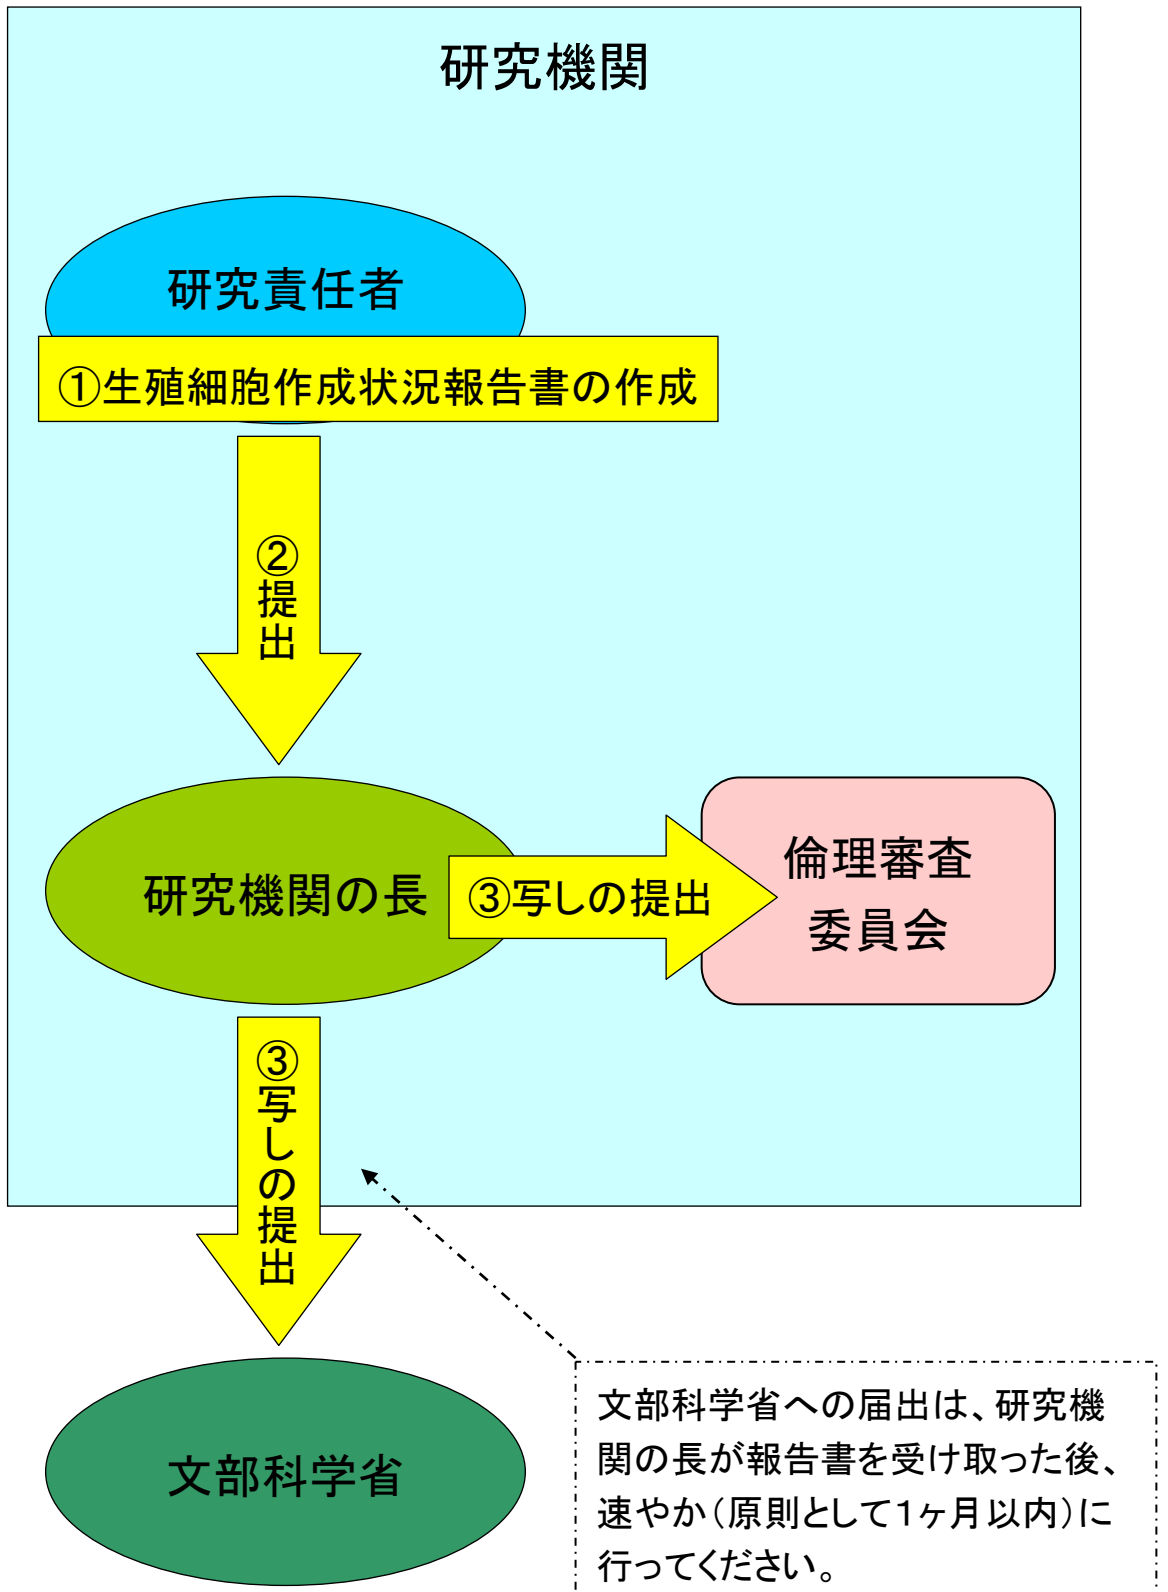 研究機関
研究責任者
①生殖細胞作成状況報告書の作成
②提出
研究機関の長
③写しの提出
倫理審査
委員会
③写しの提出
文部科学省
文部科学省への届出は、研究機
関の長が報告書を受け取った後、
速やか（原則として１ヶ月以内）に
行ってください。